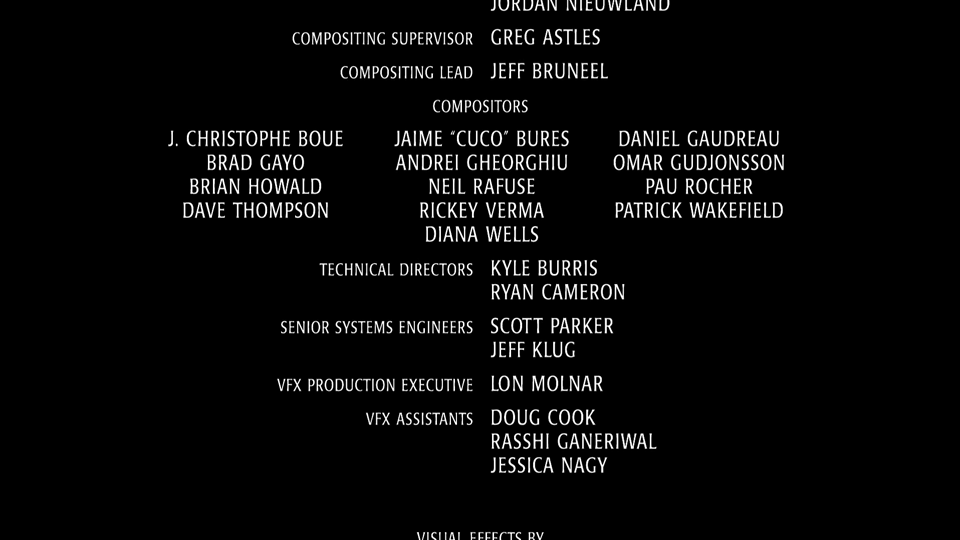 JORDAN NIEUWLAND
COMPOSITING SUPERVISOR GREG ASTLES
COMPOSITING LEAD JEFF BRUNEEL
COMPOSITORS
J. CHRISTOPHE BOUE JAIME “CUCO” BURES DANIEL GAUDREAU
BRAD GAYO ANDREI GHEORGHIU OMAR GUDJONSSON
BRIAN HOWALD NEIL RAFUSE PAU ROCHER
DAVE THOMPSON RICKEY VERMA PATRICK WAKEFIELD
DIANA WELLS
TECHNICAL DIRECTORS KYLE BURRIS
RYAN CAMERON
SENIOR SYSTEMS ENGINEERS SCOTT PARKER
JEFF KLUG
VFX PRODUCTION EXECUTIVE LON MOLNAR
VFX ASSISTANTS DOUG COOK
RASSHI GANERIWAL
JESSICA NAGY
VISUAL EFFECTS BY